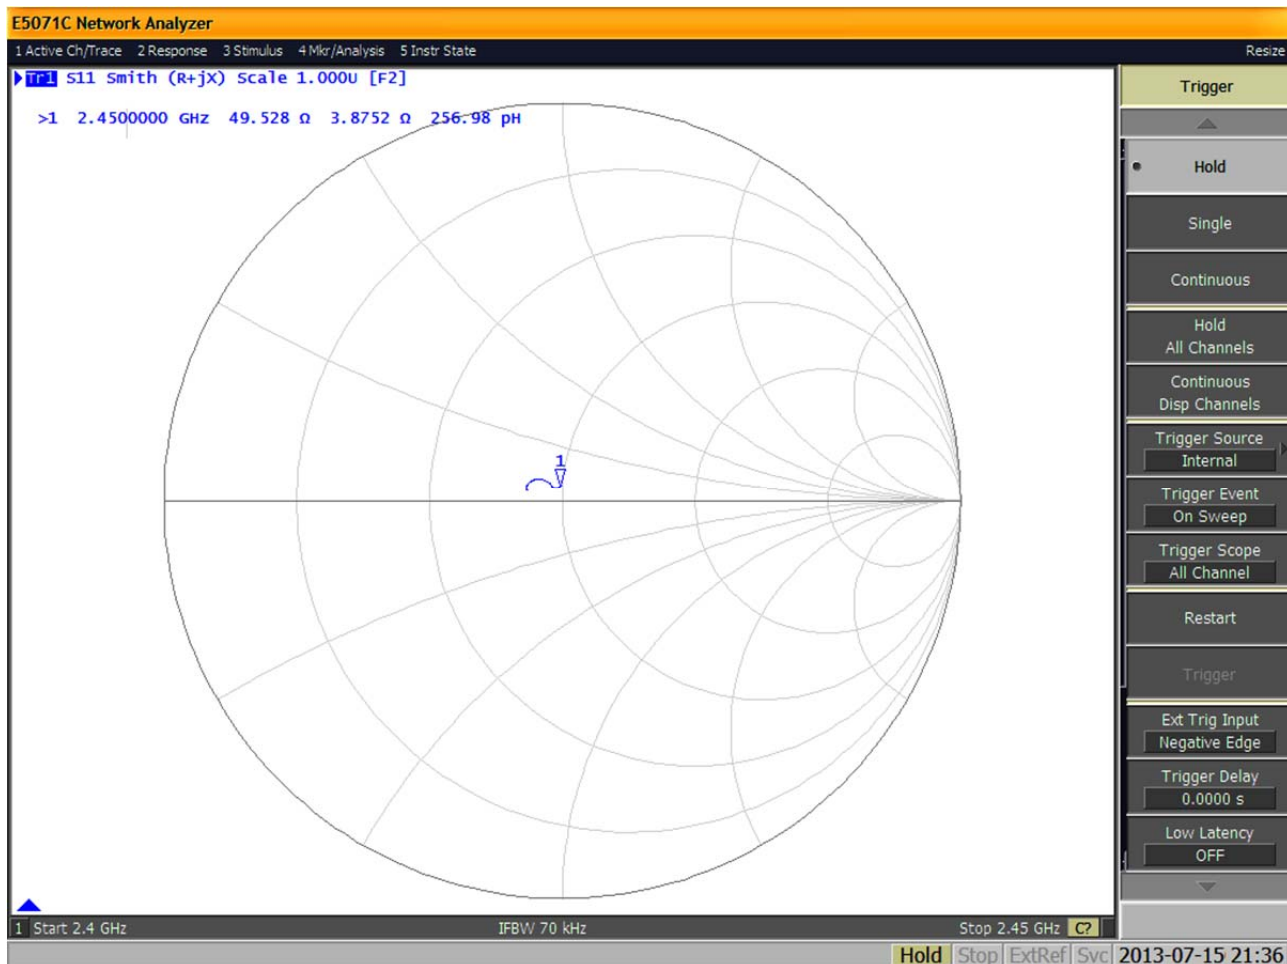 E5071C Network Analyzer
1 Active Ch/Trace 2 Response 3 Stimulus 4 Mkr/Analysis 5 Instr State Resize
Tr1 S11 Smith (R+jX) Scale 1.000U [F2]
>1 2.4500000 GHz 49.528 Ω 3.8752 Ω 256.98 pH
1
Trigger
Hold
Single
Continuous
Hold
All Channels
Continuous
Disp Channels
Trigger Source
Internal
Trigger Event
On Sweep
Trigger Scope
All Channel
Restart
Trigger
Ext Trig Input
Negative Edge
Trigger Delay
0.0000 s
Low Latency
OFF
1 Start 2.4 GHz IFBW 70 kHz Stop 2.45 GHz C?
Hold Stop ExtRef Svc 2013-07-15 21:36